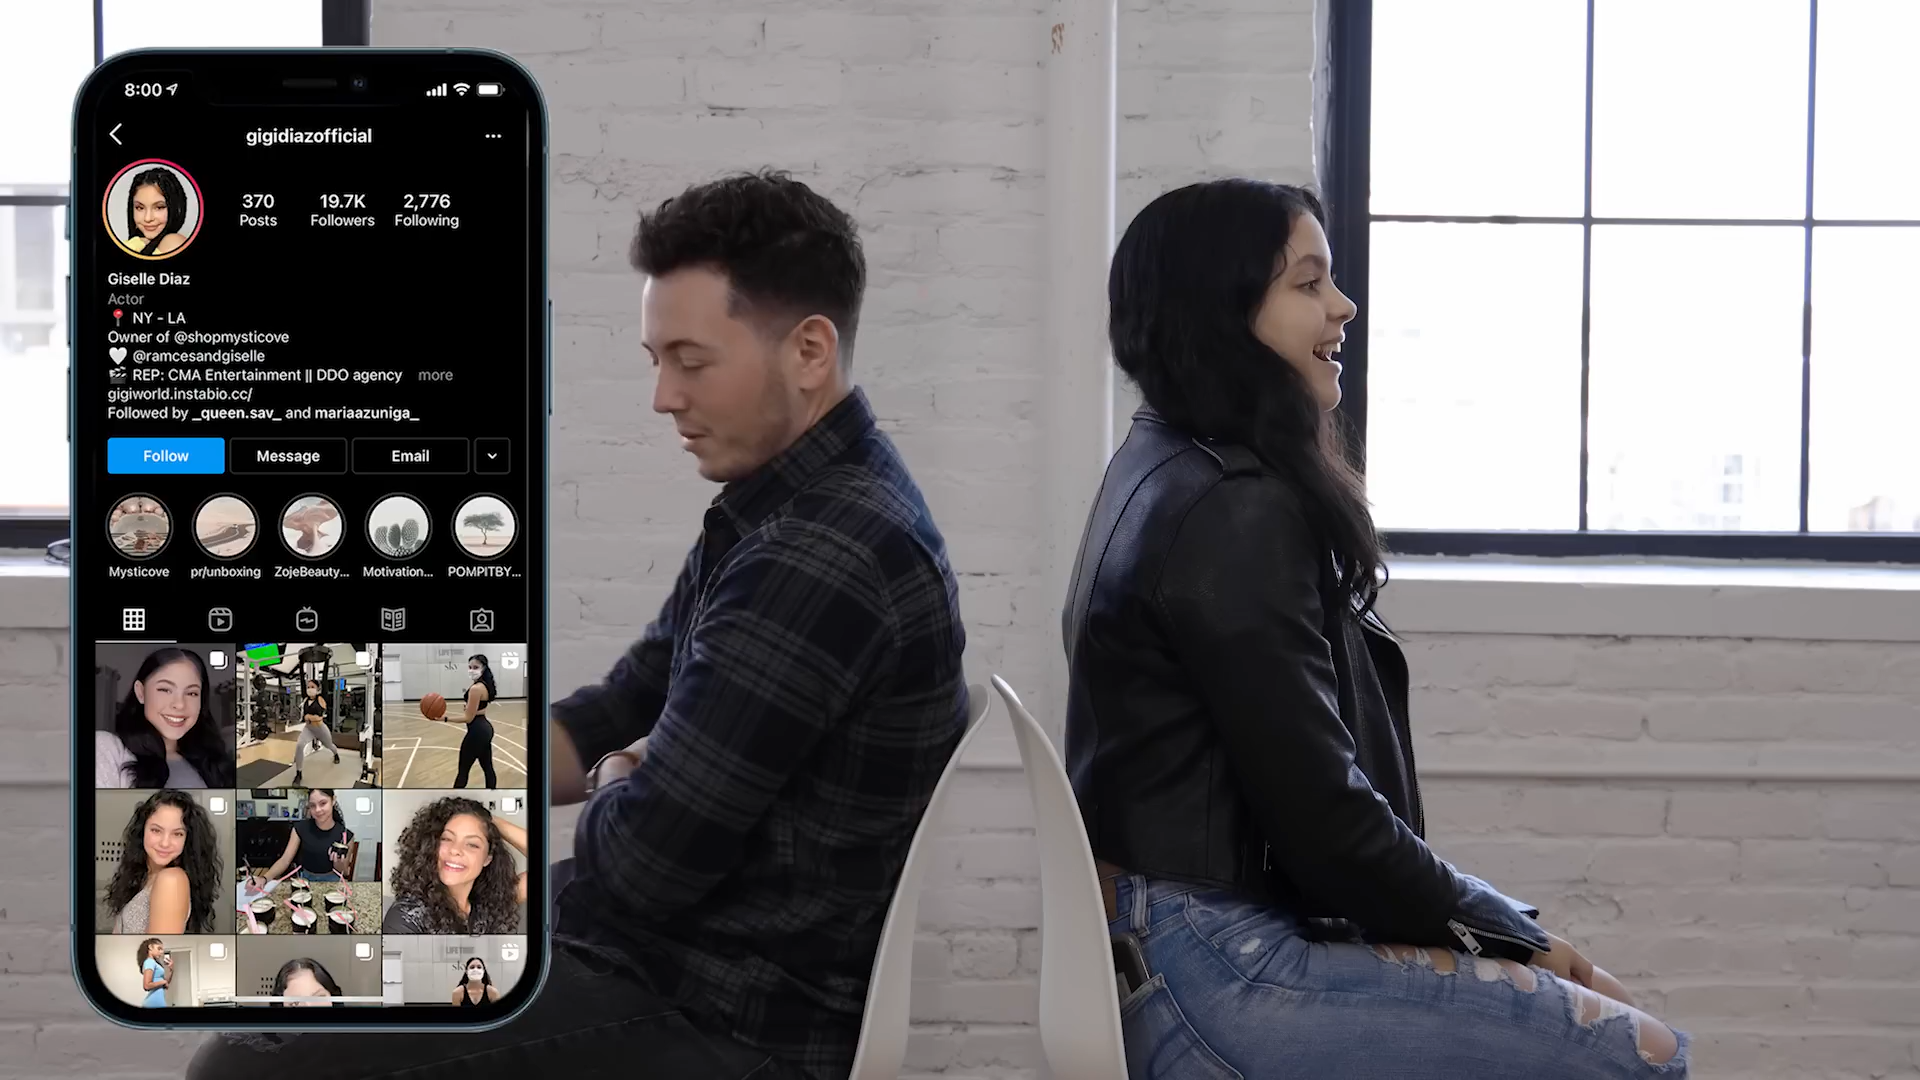 8:00
gigidiazofficial
370 19.7K 2,776
Posts Followers Following
Giselle Diaz
Actor
📍 NY - LA
Owner of @shopmysticove
🤍 @ramcesandgiselle
🎬 REP: CMA Entertainment || DDO agency more
gigiworld.instabio.cc/
Followed by _queen.sav_ and mariaazuniga_
Follow Message Email
Mysticove pr/unboxing ZojeBeauty... Motivation... POMPITBY...
LIFETIME
LIFETIME